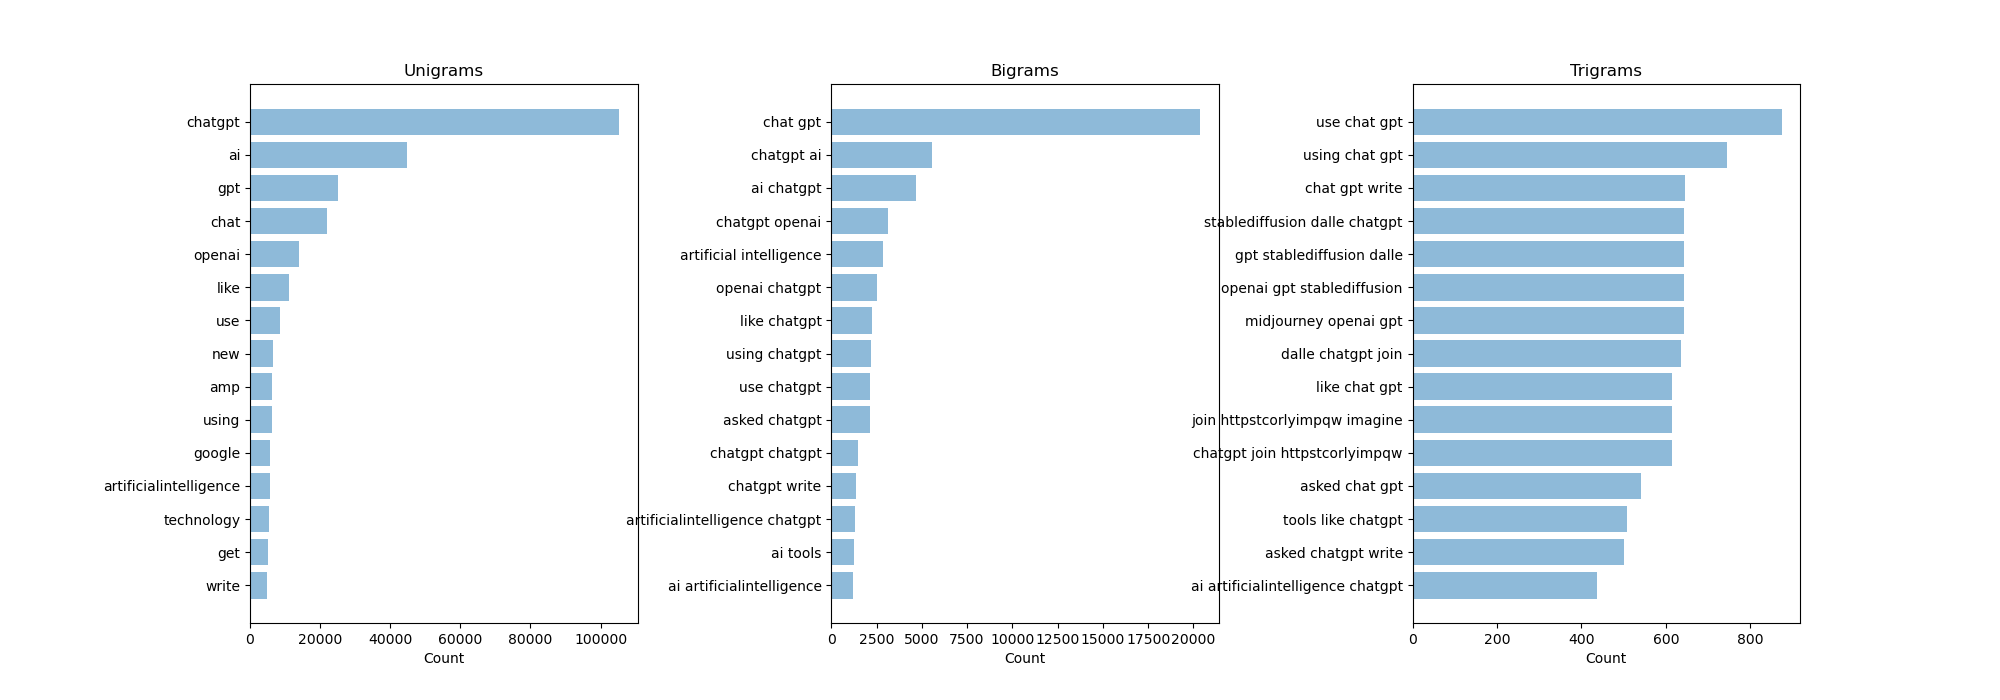 Unigrams
chatgpt
ai
gpt
chat
openai
like
use
new
amp
using
google
artificialintelligence
technology
get
write
0 20000 40000 60000 80000 100000
Count
Bigrams
chat gpt
chatgpt ai
ai chatgpt
chatgpt openai
artificial intelligence
openai chatgpt
like chatgpt
using chatgpt
use chatgpt
asked chatgpt
chatgpt chatgpt
chatgpt write
artificialintelligence chatgpt
ai tools
ai artificialintelligence
0 2500 5000 7500 10000 12500 15000 17500 20000
Count
Trigrams
use chat gpt
using chat gpt
chat gpt write
stablediffusion dalle chatgpt
gpt stablediffusion dalle
openai gpt stablediffusion
midjourney openai gpt
dalle chatgpt join
like chat gpt
join httpstcorlyimpqw imagine
chatgpt join httpstcorlyimpqw
asked chat gpt
tools like chatgpt
asked chatgpt write
ai artificialintelligence chatgpt
0 200 400 600 800
Count